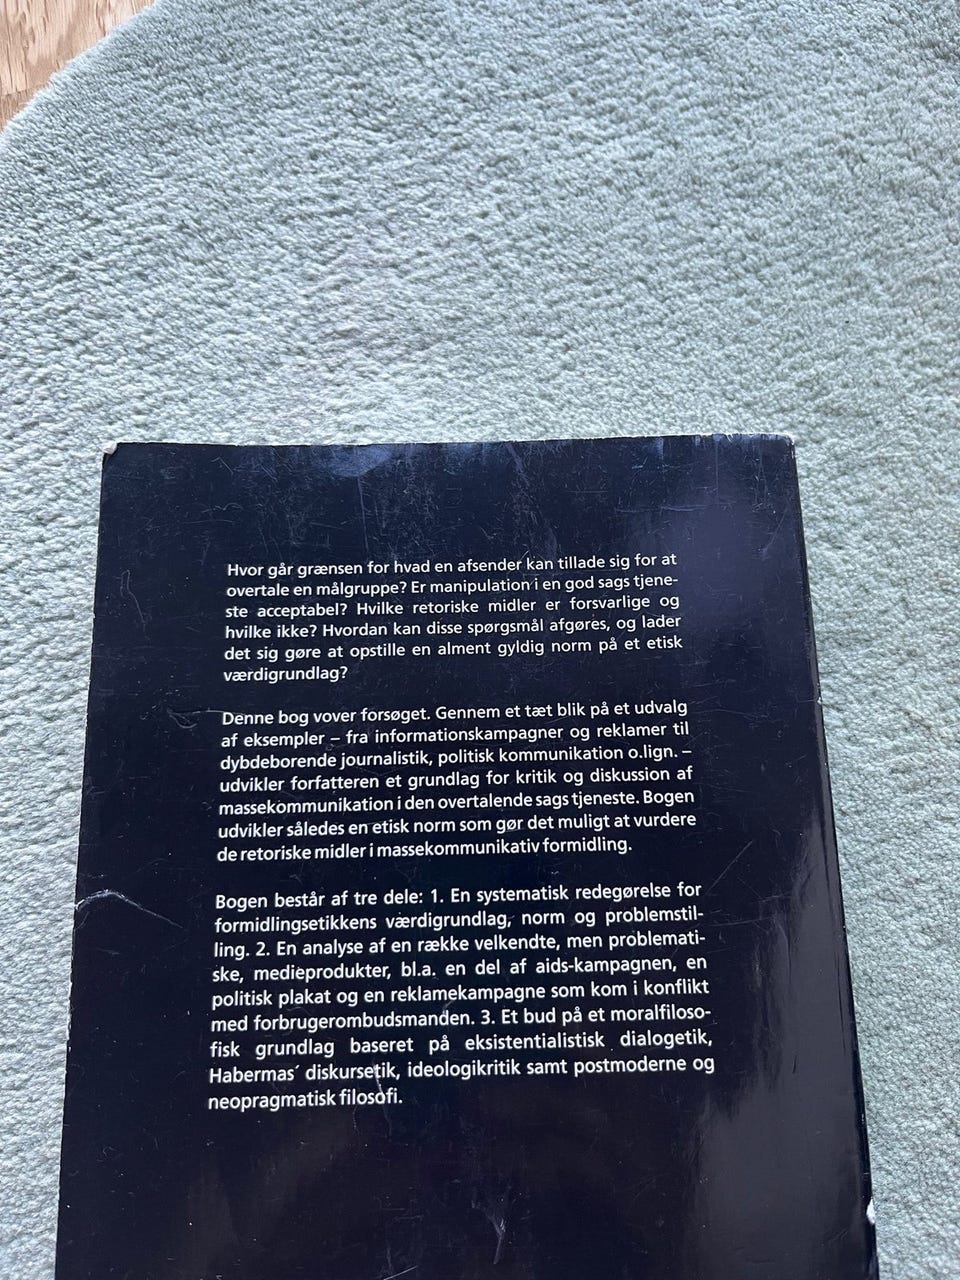 Hvor går grænsen for hvad en afsender kan tillade sig for at
overtale en målgruppe? Er manipulation i en god sags tjene-
ste acceptabel? Hvilke retoriske midler er forsvarlige og
hvilke ikke? Hvordan kan disse spørgsmål afgøres, og lader
det sig gøre at opstille en alment gyldig norm på et etisk
værdigrundlag?
Denne bog vover forsøget. Gennem et tæt blik på et udvalg
af eksempler – fra informationskampagner og reklamer til
dybdeborende journalistik, politisk kommunikation o.lign. –
udvikler forfatteren et grundlag for kritik og diskussion af
massekommunikation i den overtalende sags tjeneste. Bogen
udvikler således en etisk norm som gør det muligt at vurdere
de retoriske midler i massekommunikativ formidling.
Bogen består af tre dele: 1. En systematisk redegørelse for
formidlingsetikkens værdigrundlag, norm og problemstil-
ling. 2. En analyse af en række velkendte, men problemati-
ske, medieprodukter, bl.a. en del af aids-kampagnen, en
politisk plakat og en reklamekampagne som kom i konflikt
med forbrugerombudsmanden. 3. Et bud på et moralfiloso-
fisk grundlag baseret på eksistentialistisk dialogetik,
Habermas´ diskursetik, ideologikritik samt postmoderne og
neopragmatisk filosofi.